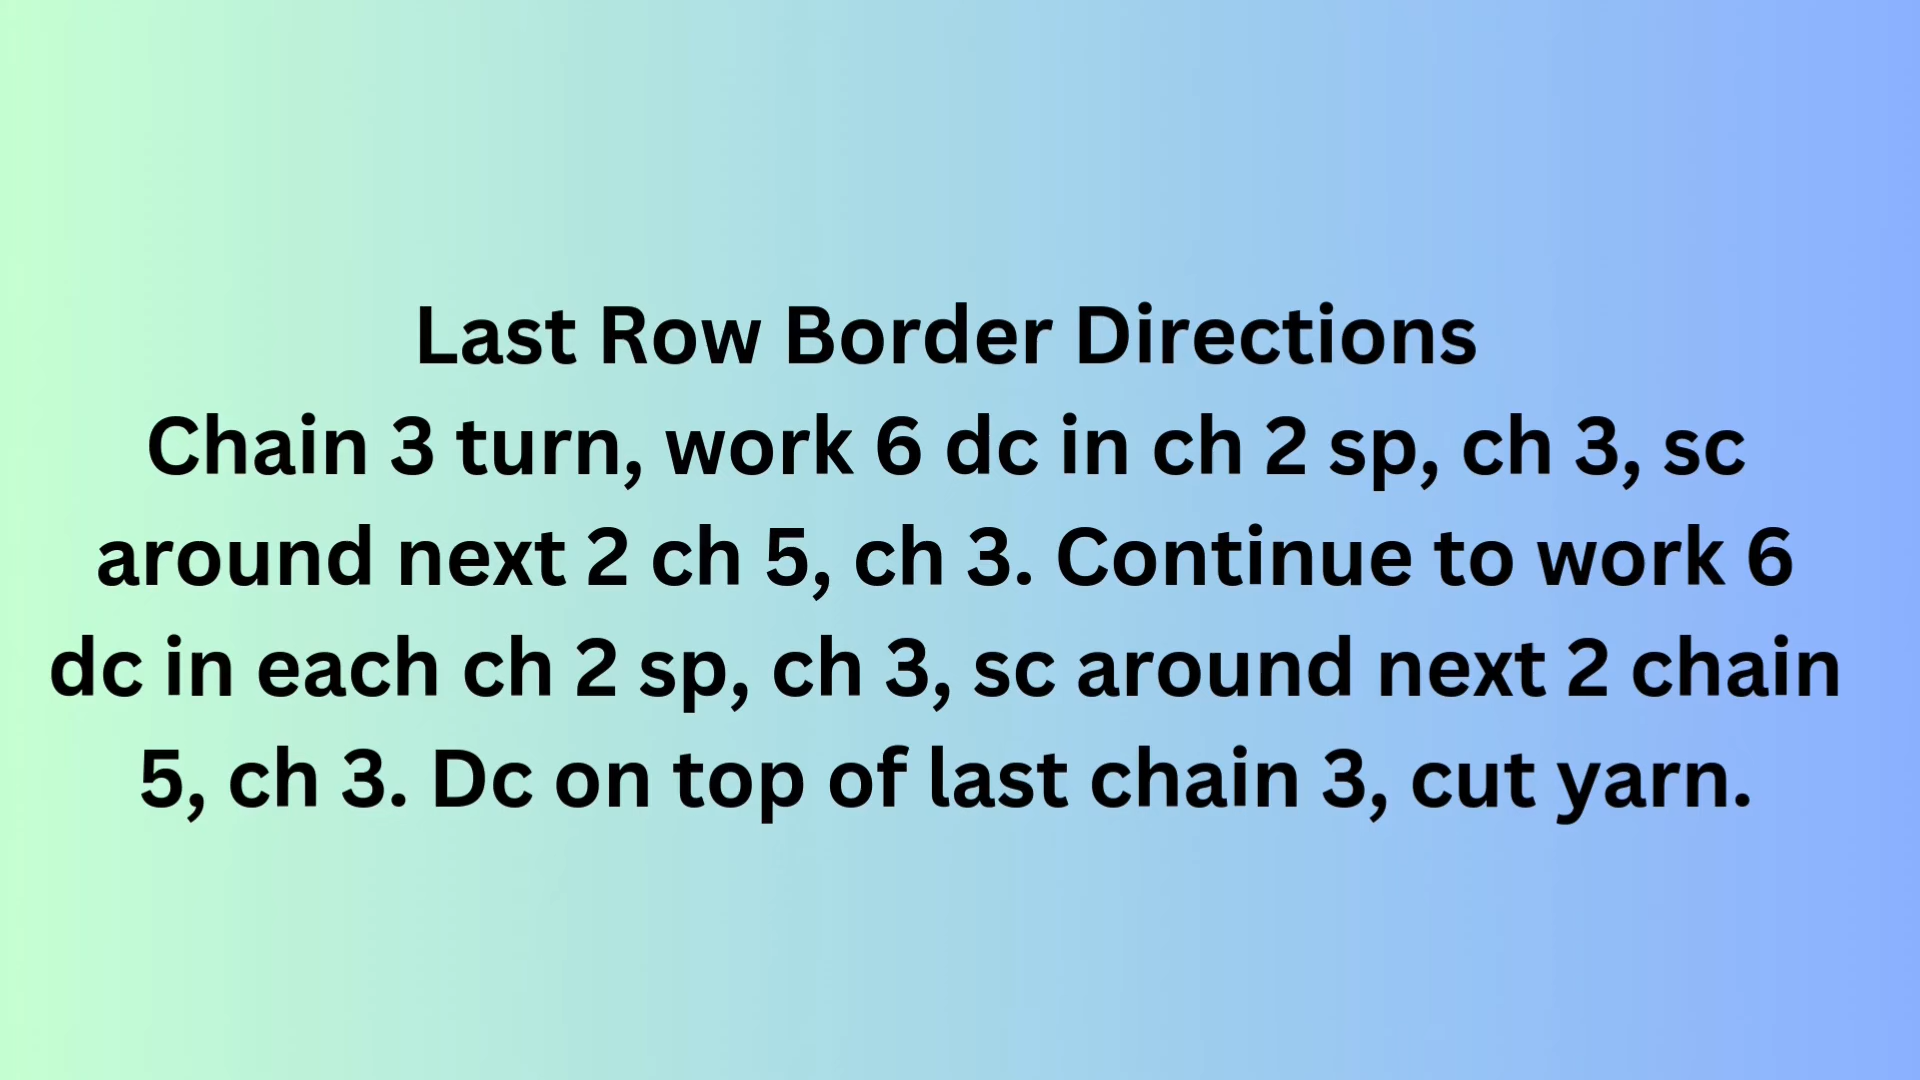 Last Row Border Directions
Chain 3 turn, work 6 dc in ch 2 sp, ch 3, sc
around next 2 ch 5, ch 3. Continue to work 6
dc in each ch 2 sp, ch 3, sc around next 2 chain
5, ch 3. Dc on top of last chain 3, cut yarn.